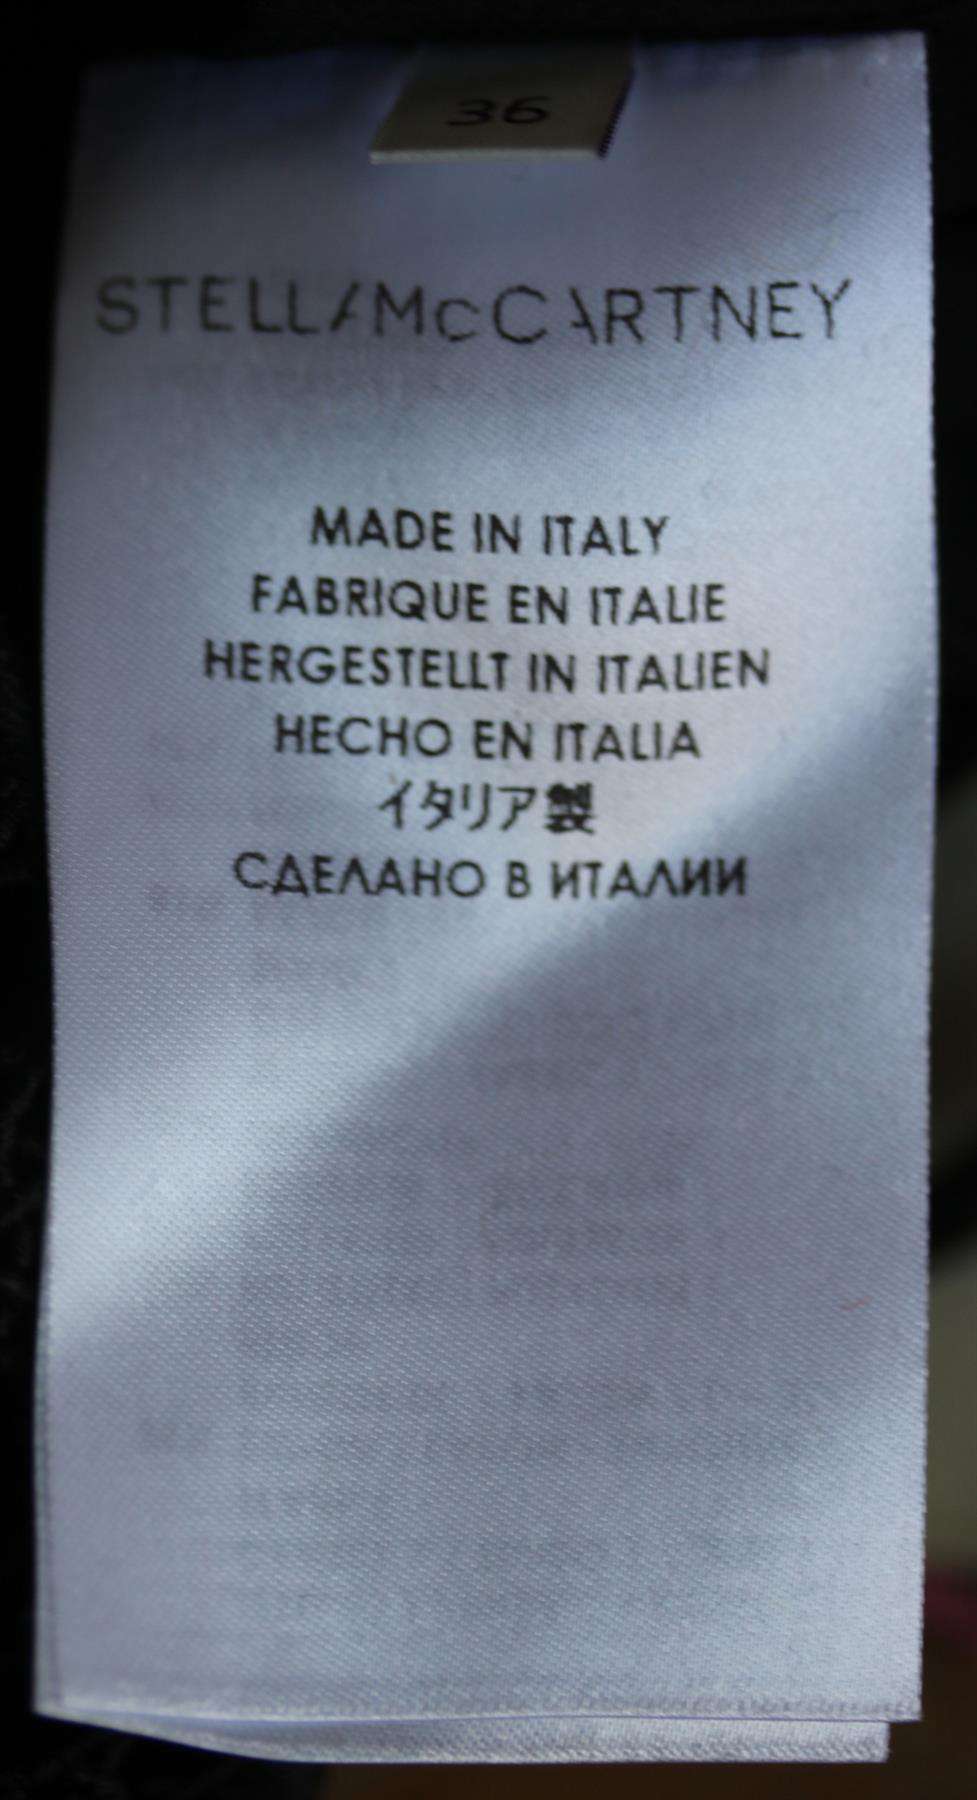 36
STELLA McCARTNEY
MADE IN ITALY
FABRIQUE EN ITALIE
HERGESTELLT IN ITALIEN
HECHO EN ITALIA
イタリア製
СДЕЛАНО В ИТАЛИИ